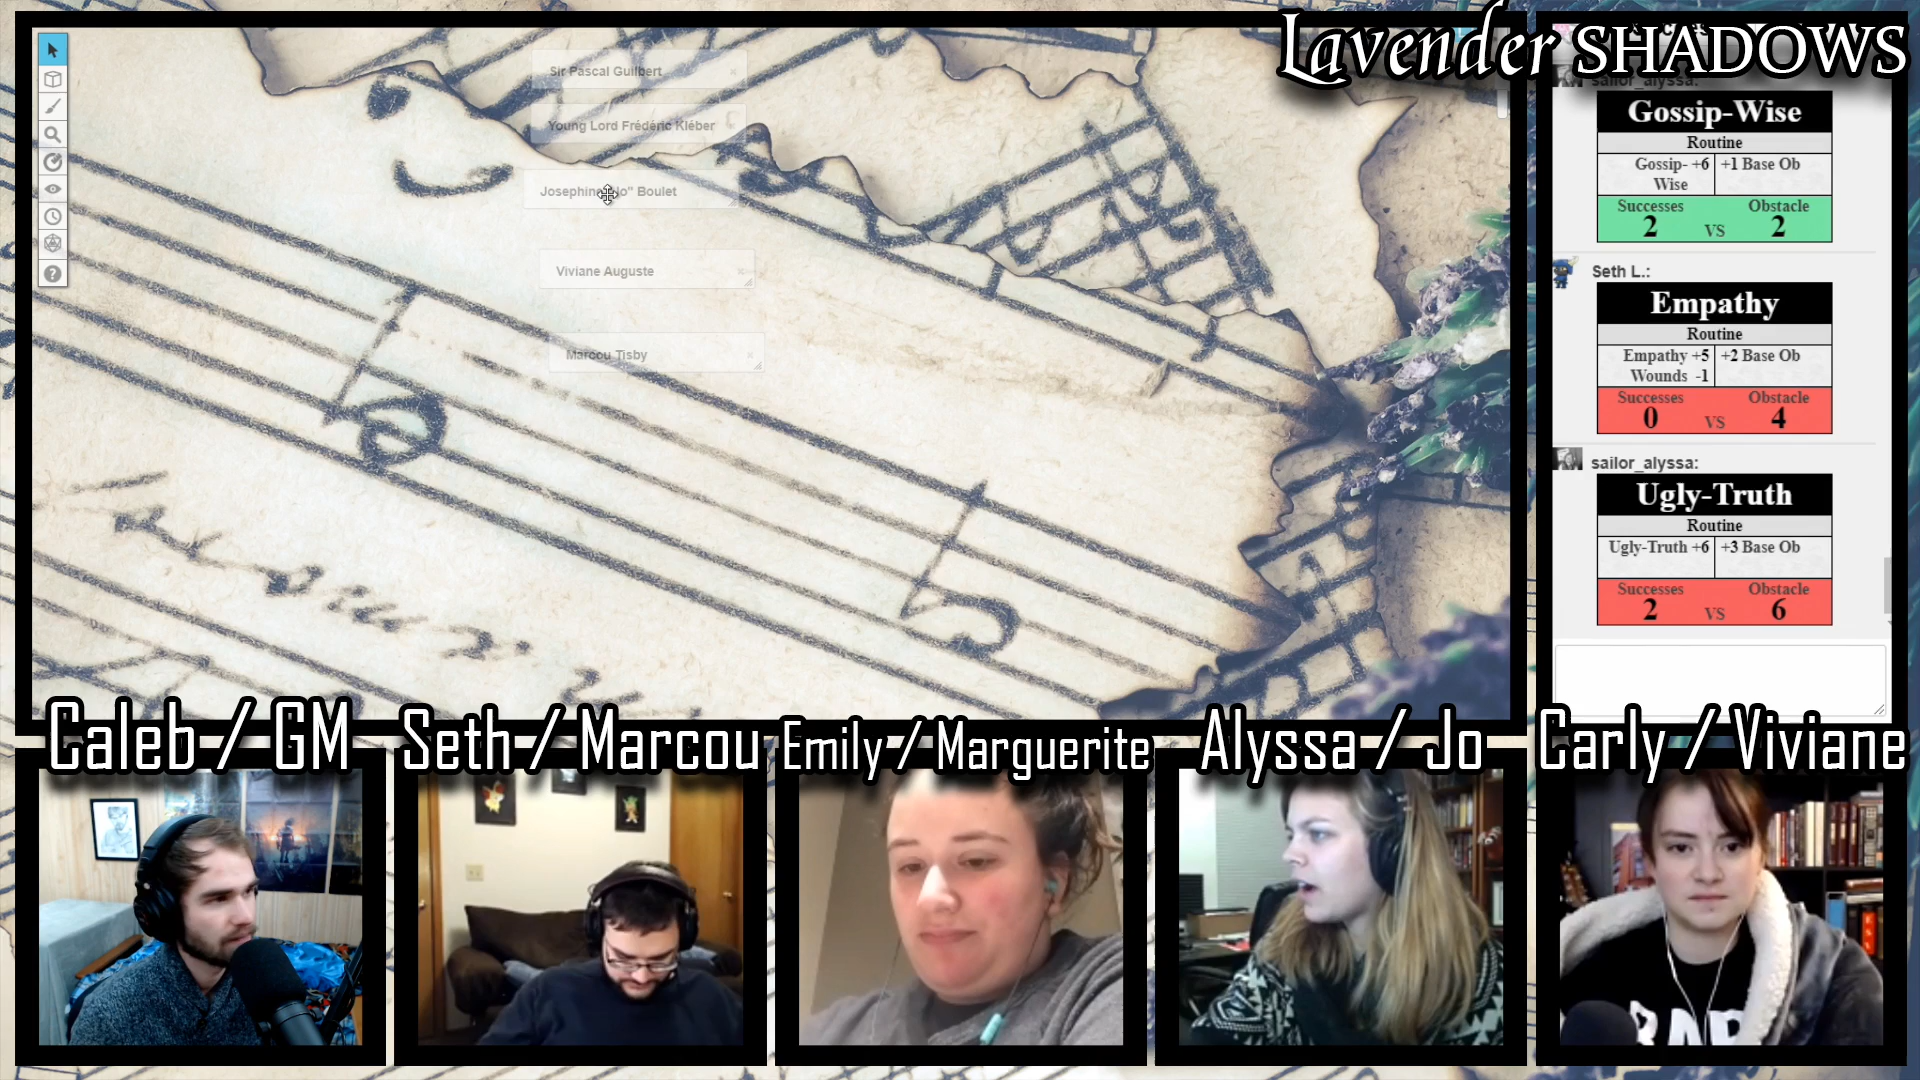 Lavender SHADOWS
Sir Pascal Guilbert
Young Lord Frédéric Kléber
Boulet
Viviane Auguste
Marcou Tisby
sailor_alyssa:
Gossip-Wise
Routine
Gossip- +6
Wise
+1 Base Ob
Successes
2
VS
Obstacle
2
Seth L.:
Empathy
Routine
Empathy +5
Wounds -1
+2 Base Ob
Successes
0
VS
Obstacle
4
sailor_alyssa:
Ugly-Truth
Routine
Ugly-Truth +6
+3 Base Ob
Successes
2
VS
Obstacle
6
Caleb / GM
Seth / Marcou
Emily / Marguerite
Alyssa / Jo
Carly / Viviane